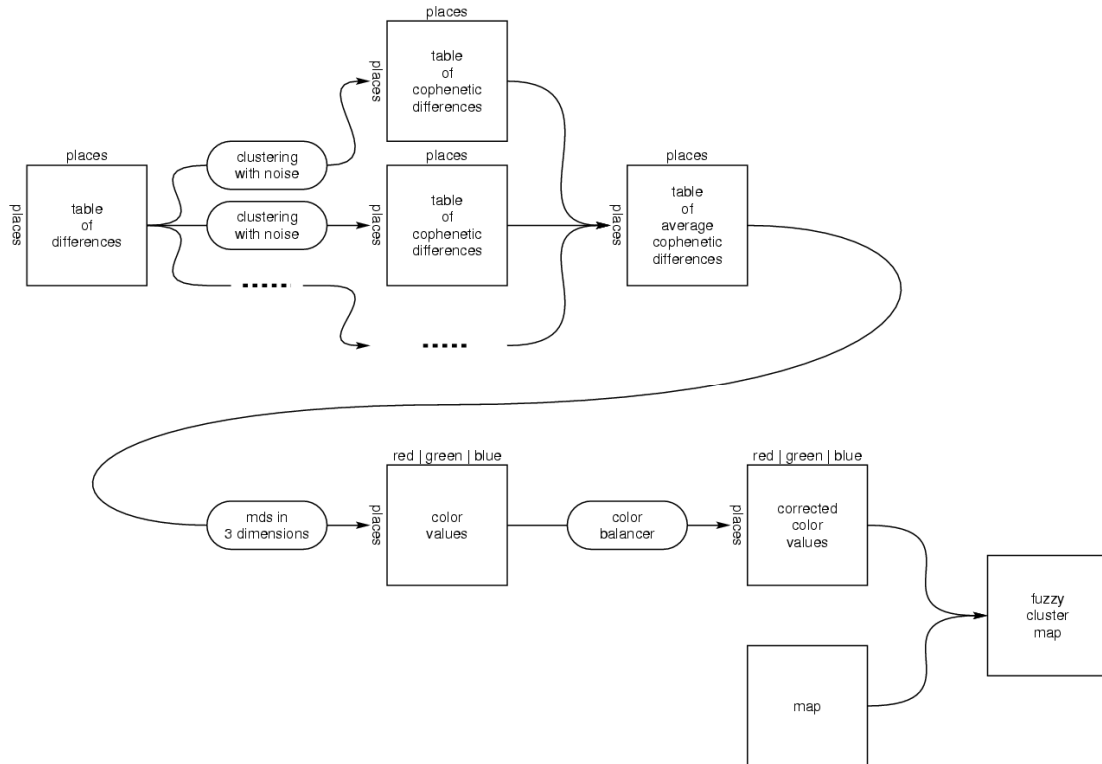 places
places
table
of
cophenetic
differences
clustering
with noise
places
places
table
of
differences
clustering
with noise
places
table
of
cophenetic
differences
places
places
table
of
average
cophenetic
differences
mds in
3 dimensions
red | green | blue
places
color
values
color
balancer
red | green | blue
places
corrected
color
values
fuzzy
cluster
map
map